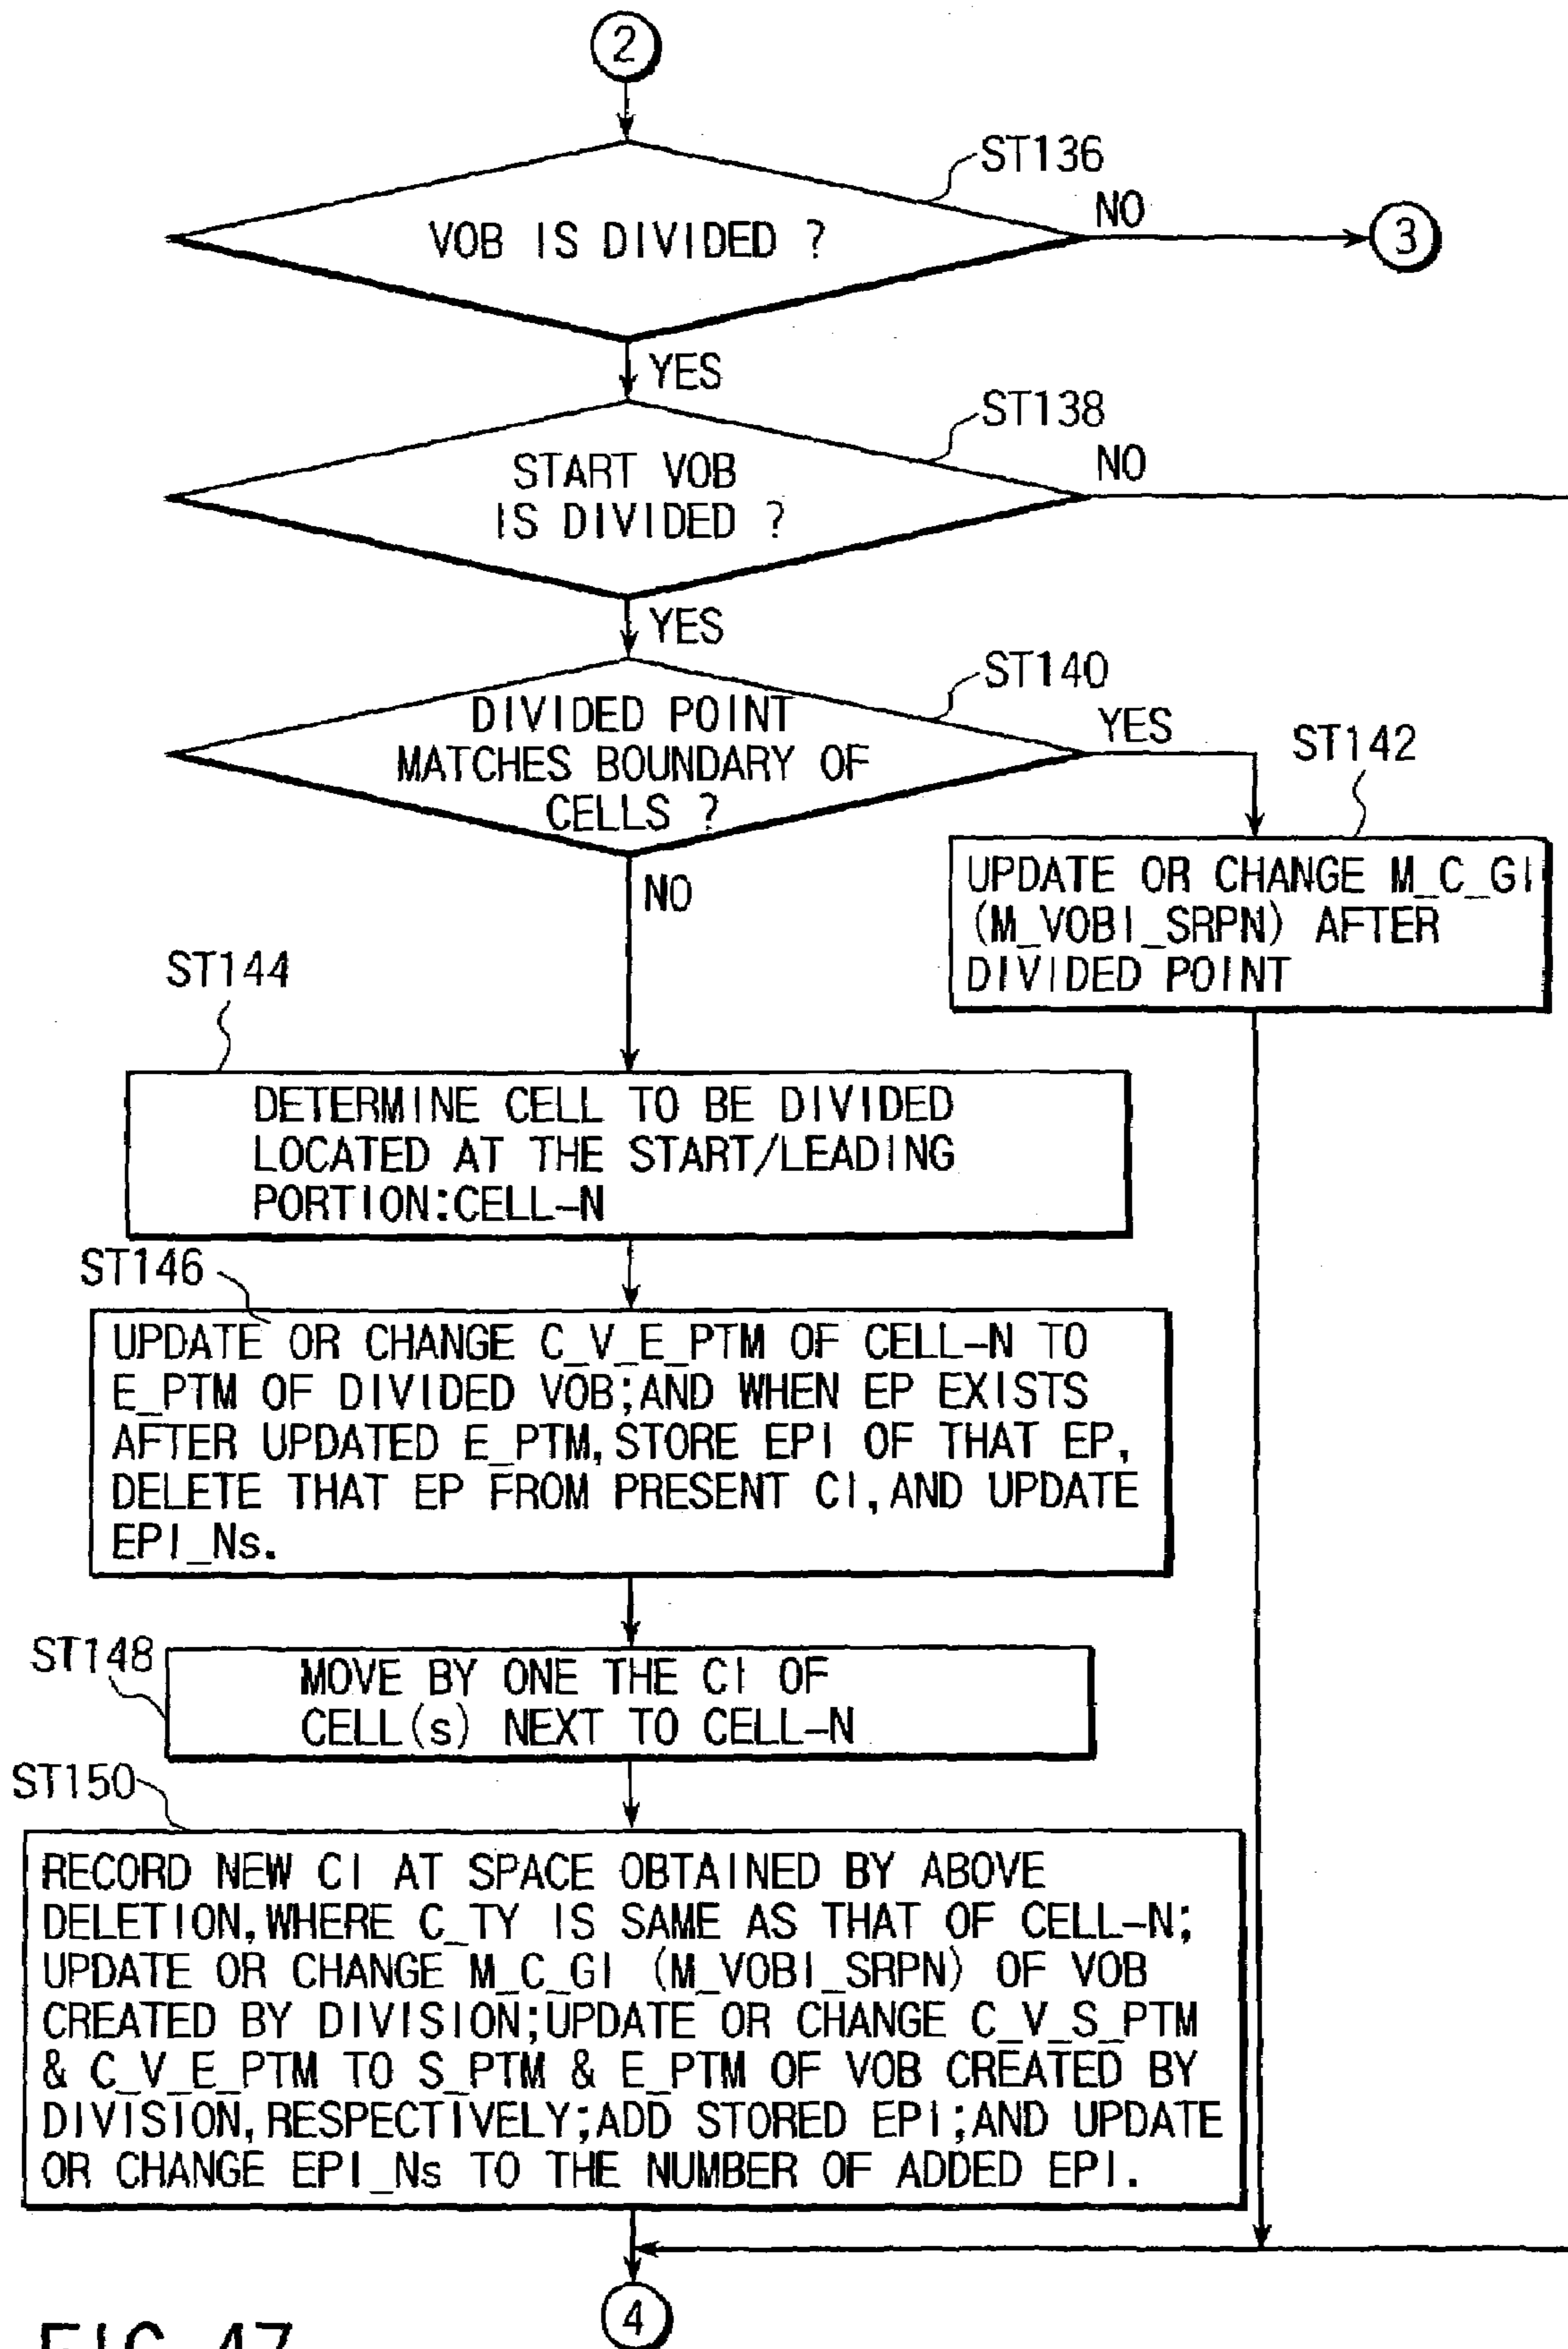 2
ST136
VOB IS DIVIDED ?
NO
3
YES
ST138
START VOB
IS DIVIDED ?
NO
YES
ST140
DIVIDED POINT
MATCHES BOUNDARY OF
CELLS ?
YES
ST142
UPDATE OR CHANGE M_C_GI
(M_VOBI_SRPN) AFTER
DIVIDED POINT
NO
ST144
DETERMINE CELL TO BE DIVIDED
LOCATED AT THE START/LEADING
PORTION:CELL-N
ST146
UPDATE OR CHANGE C_V_E_PTM OF CELL-N TO
E_PTM OF DIVIDED VOB;AND WHEN EP EXISTS
AFTER UPDATED E_PTM,STORE EPI OF THAT EP,
DELETE THAT EP FROM PRESENT CI,AND UPDATE
EPI_Ns.
ST148
MOVE BY ONE THE CI OF
CELL(s) NEXT TO CELL-N
ST150
RECORD NEW CI AT SPACE OBTAINED BY ABOVE
DELETION,WHERE C_TY IS SAME AS THAT OF CELL-N;
UPDATE OR CHANGE M_C_GI (M_VOBI_SRPN) OF VOB
CREATED BY DIVISION;UPDATE OR CHANGE C_V_S_PTM
& C_V_E_PTM TO S_PTM & E_PTM OF VOB CREATED BY
DIVISION,RESPECTIVELY;ADD STORED EPI;AND UPDATE
OR CHANGE EPI_Ns TO THE NUMBER OF ADDED EPI.
4
FIG. 47